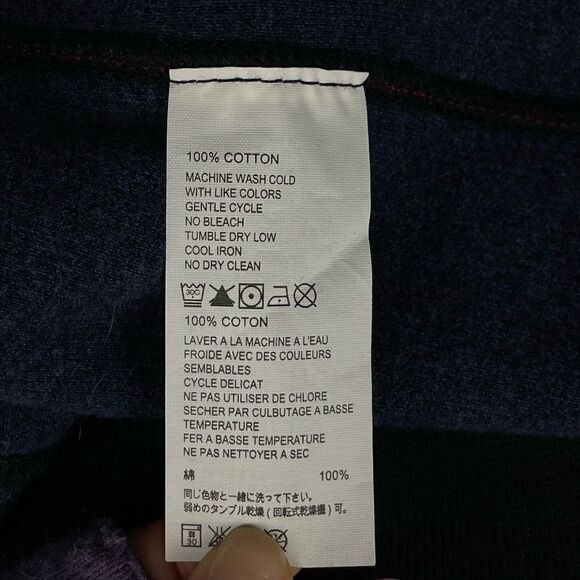 100% COTTON
MACHINE WASH COLD
WITH LIKE COLORS
GENTLE CYCLE
NO BLEACH
TUMBLE DRY LOW
COOL IRON
NO DRY CLEAN
30C
100% COTON
LAVER A LA MACHINE A L'EAU
FROIDE AVEC DES COULEURS
SEMBLABLES
CYCLE DELICAT
NE PAS UTILISER DE CHLORE
SECHER PAR CULBUTAGE A BASSE
TEMPERATURE
FER A BASSE TEMPERATURE
NE PAS NETTOYER A SEC
綿 100%
同じ色物と一緒に洗って下さい。
弱めのタンブル乾燥(回転式乾燥機)可。
弱
30